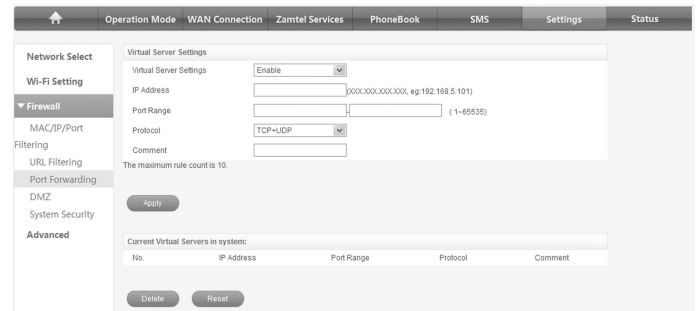 Operation Mode WAN Connection Zamtel Services PhoneBook SMS Settings Status
Network Select
Wi-Fi Setting
Firewall
MAC/IP/Port
Filtering
URL Filtering
Port Forwarding
DMZ
System Security
Advanced
Virtual Server Settings
Virtual Server Settings Enable
IP Address (XXX.XXX.XXX.XXX, eg:192.168.5.101)
Port Range - ( 1~65535)
Protocol TCP+UDP
Comment
The maximum rule count is 10.
Apply
Current Virtual Servers in system:
No. IP Address Port Range Protocol Comment
Delete Reset